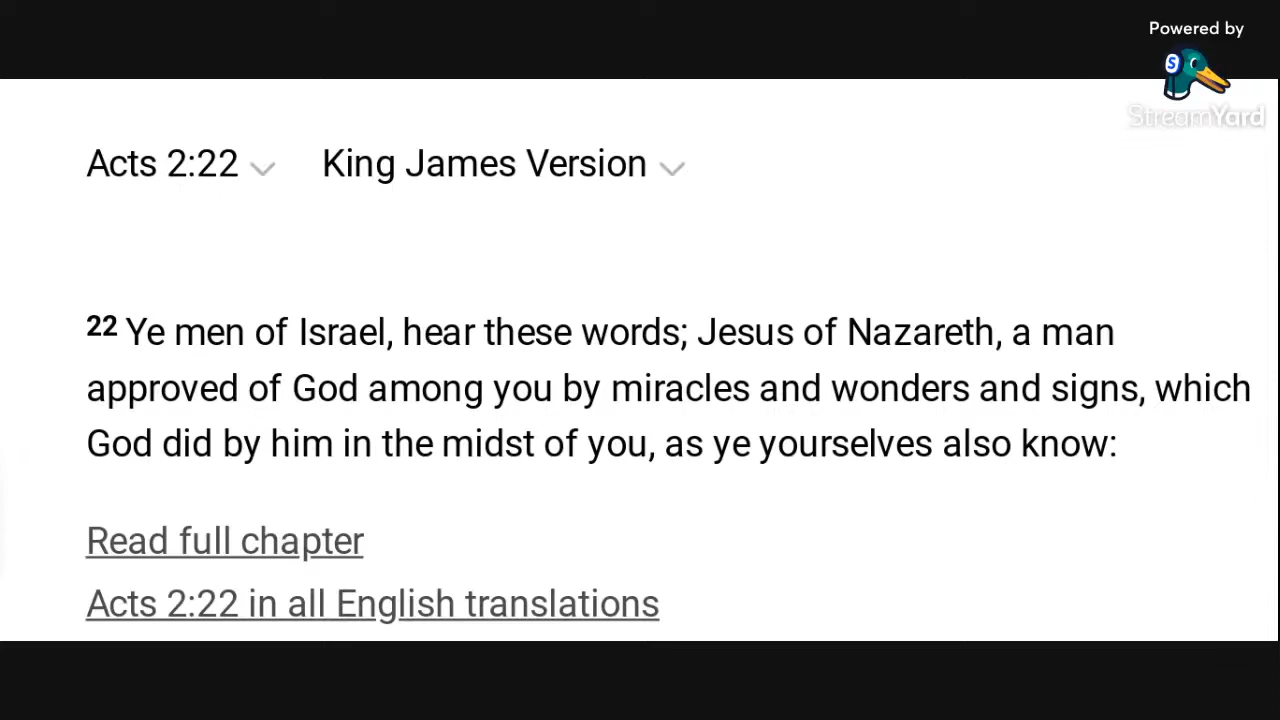 Powered by
S
StreamYard
Acts 2:22 King James Version
22 Ye men of Israel, hear these words; Jesus of Nazareth, a man
approved of God among you by miracles and wonders and signs, which
God did by him in the midst of you, as ye yourselves also know:
Read full chapter
Acts 2:22 in all English translations